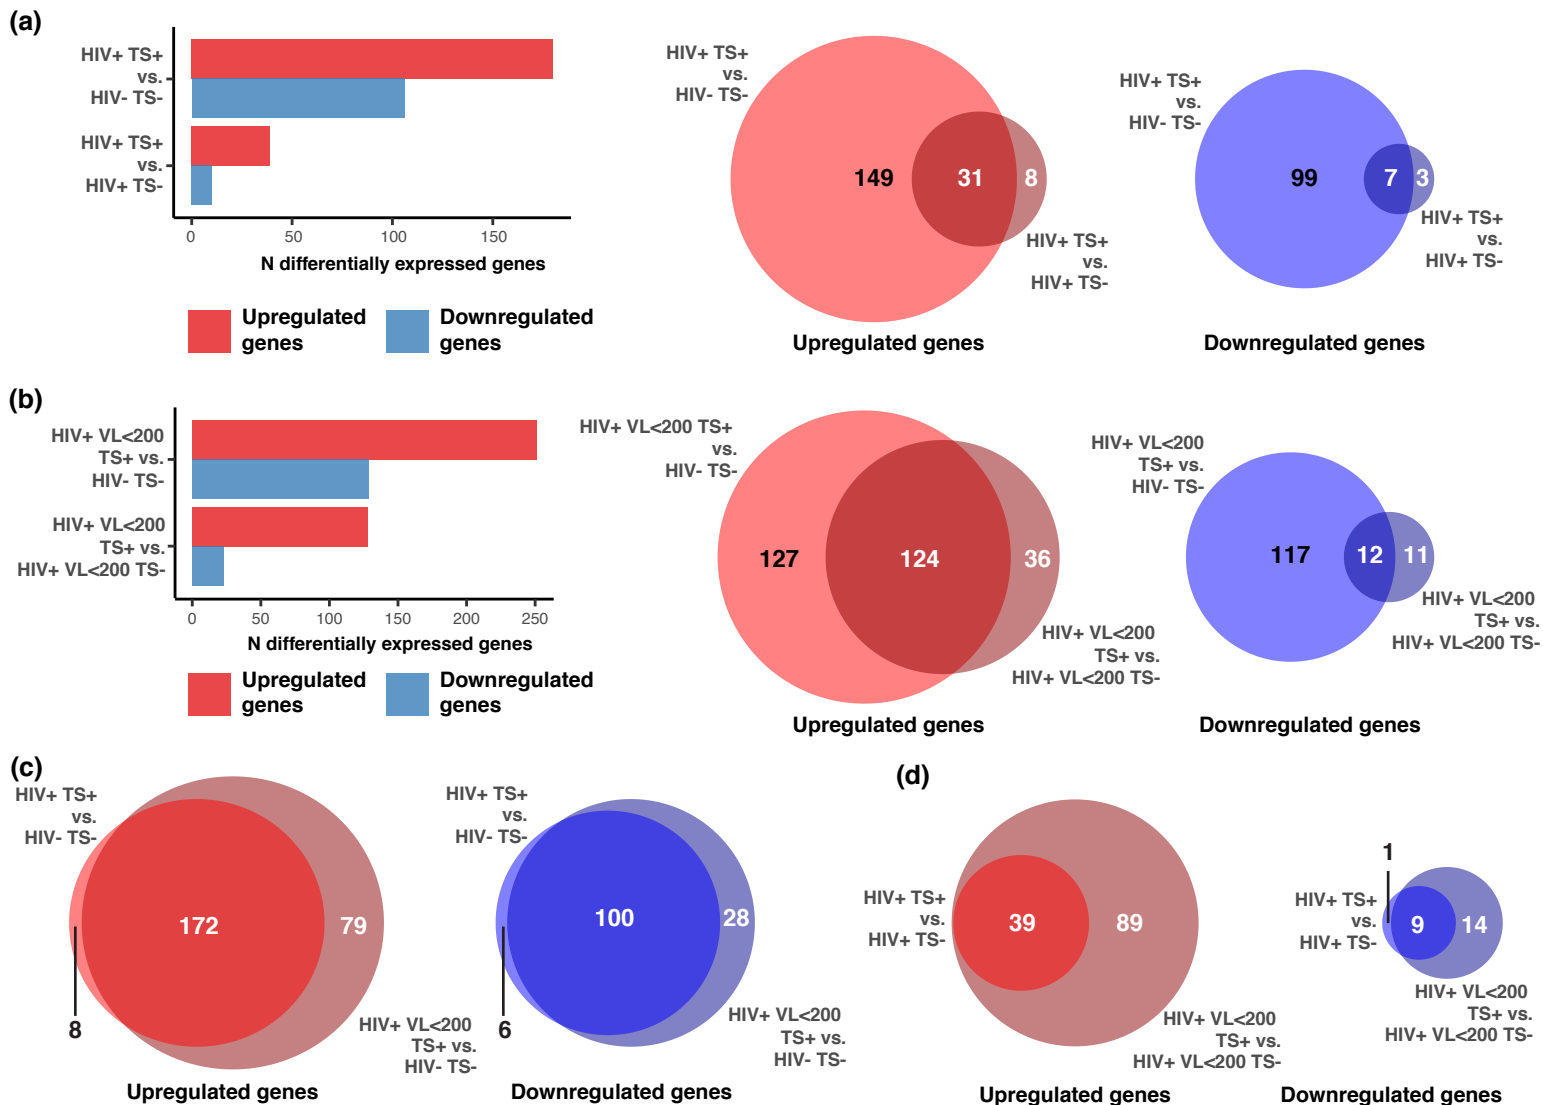 (a)
HIV+ TS+
vs.
HIV- TS-
HIV+ TS+
vs.
HIV+ TS-
0
50
100
150
N differentially expressed genes
Upregulated
genes
Downregulated
genes
HIV+ TS+
vs.
HIV- TS-
149
31
8
HIV+ TS+
vs.
HIV+ TS-
Upregulated genes
HIV+ TS+
vs.
HIV- TS-
99
7
3
HIV+ TS+
vs.
HIV+ TS-
Downregulated genes
(b)
HIV+ VL<200
TS+ vs.
HIV- TS-
HIV+ VL<200
TS+ vs.
HIV+ VL<200 TS-
0
50
100
150
200
250
N differentially expressed genes
Upregulated
genes
Downregulated
genes
HIV+ VL<200 TS+
vs.
HIV- TS-
127
124
36
HIV+ VL<200
TS+ vs.
HIV+ VL<200 TS-
Upregulated genes
HIV+ VL<200
TS+ vs.
HIV- TS-
117
12
11
HIV+ VL<200
TS+ vs.
HIV+ VL<200 TS-
Downregulated genes
(c)
HIV+ TS+
vs.
HIV- TS-
172
79
8
HIV+ VL<200
TS+ vs.
HIV- TS-
Upregulated genes
HIV+ TS+
vs.
HIV- TS-
100
28
6
HIV+ VL<200
TS+ vs.
HIV- TS-
Downregulated genes
(d)
HIV+ TS+
vs.
HIV+ TS-
39
89
HIV+ VL<200
TS+ vs.
HIV+ VL<200 TS-
Upregulated genes
1
HIV+ TS+
vs.
HIV+ TS-
9
14
HIV+ VL<200
TS+ vs.
HIV+ VL<200 TS-
Downregulated genes